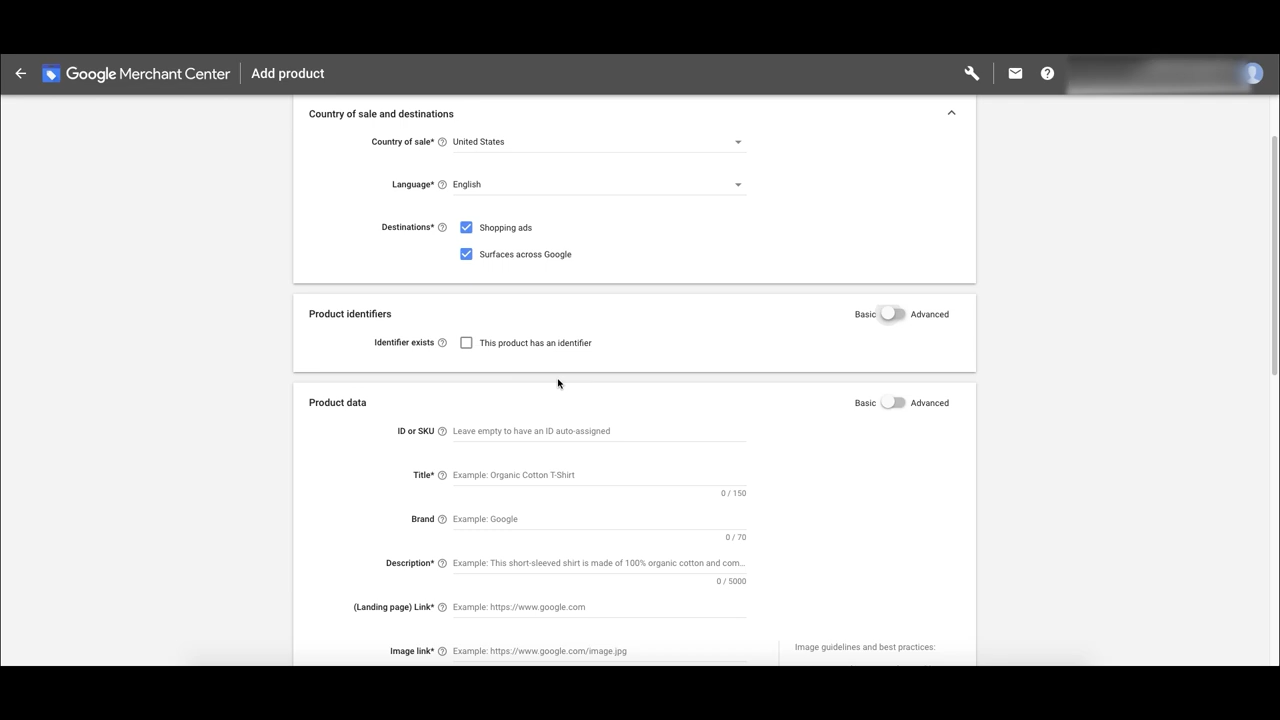 Google Merchant Center Add product
Country of sale and destinations
Country of sale* United States
Language* English
Destinations* Shopping ads
Surfaces across Google
Product identifiers Basic Advanced
Identifier exists This product has an identifier
Product data Basic Advanced
ID or SKU Leave empty to have an ID auto-assigned
Title* Example: Organic Cotton T-Shirt
0 / 150
Brand Example: Google
0 / 70
Description* Example: This short-sleeved shirt is made of 100% organic cotton and com...
0 / 5000
(Landing page) Link* Example: https://www.google.com
Image link* Example: https://www.google.com/image.jpg Image guidelines and best practices: